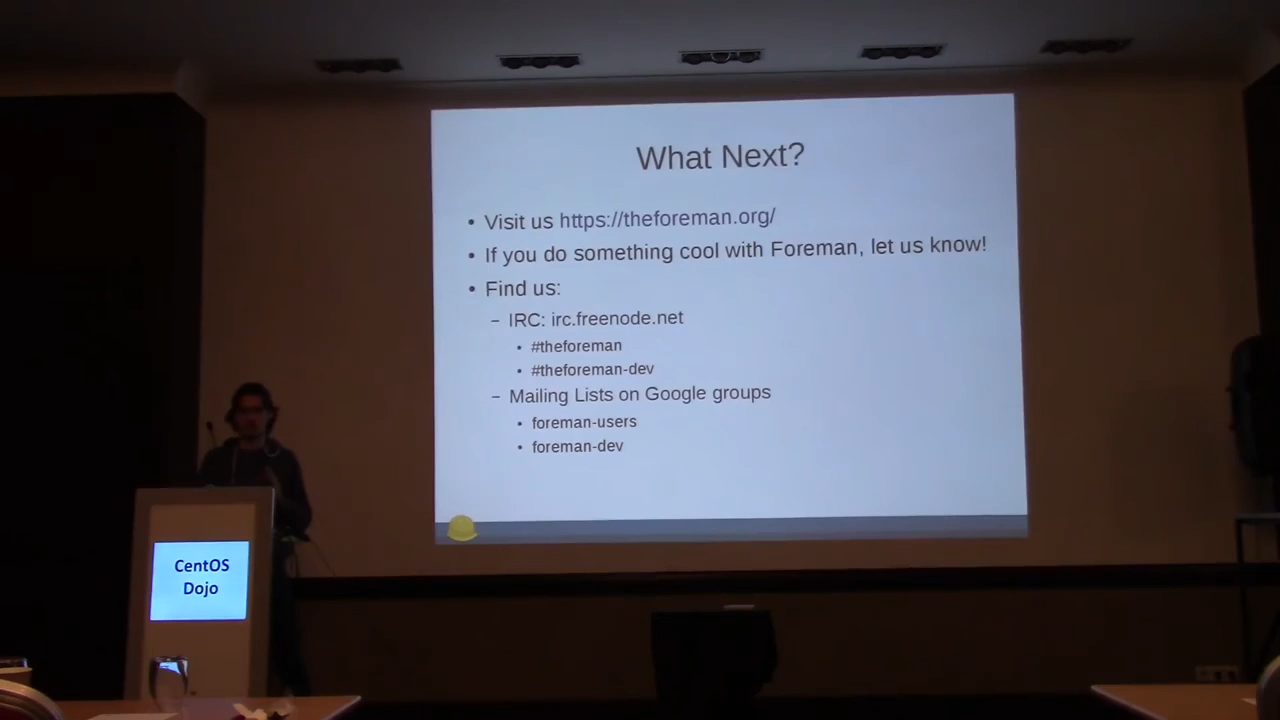 What Next?
• Visit us https://theforeman.org/
• If you do something cool with Foreman, let us know!
• Find us:
– IRC: irc.freenode.net
• #theforeman
• #theforeman-dev
– Mailing Lists on Google groups
• foreman-users
• foreman-dev
CentOS
Dojo